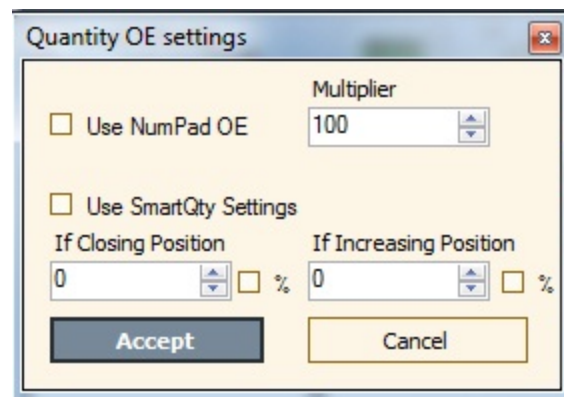 Quantity OE settings
Multiplier
Use NumPad OE
100
Use SmartQty Settings
If Closing Position If Increasing Position
0 % 0 %
Accept Cancel